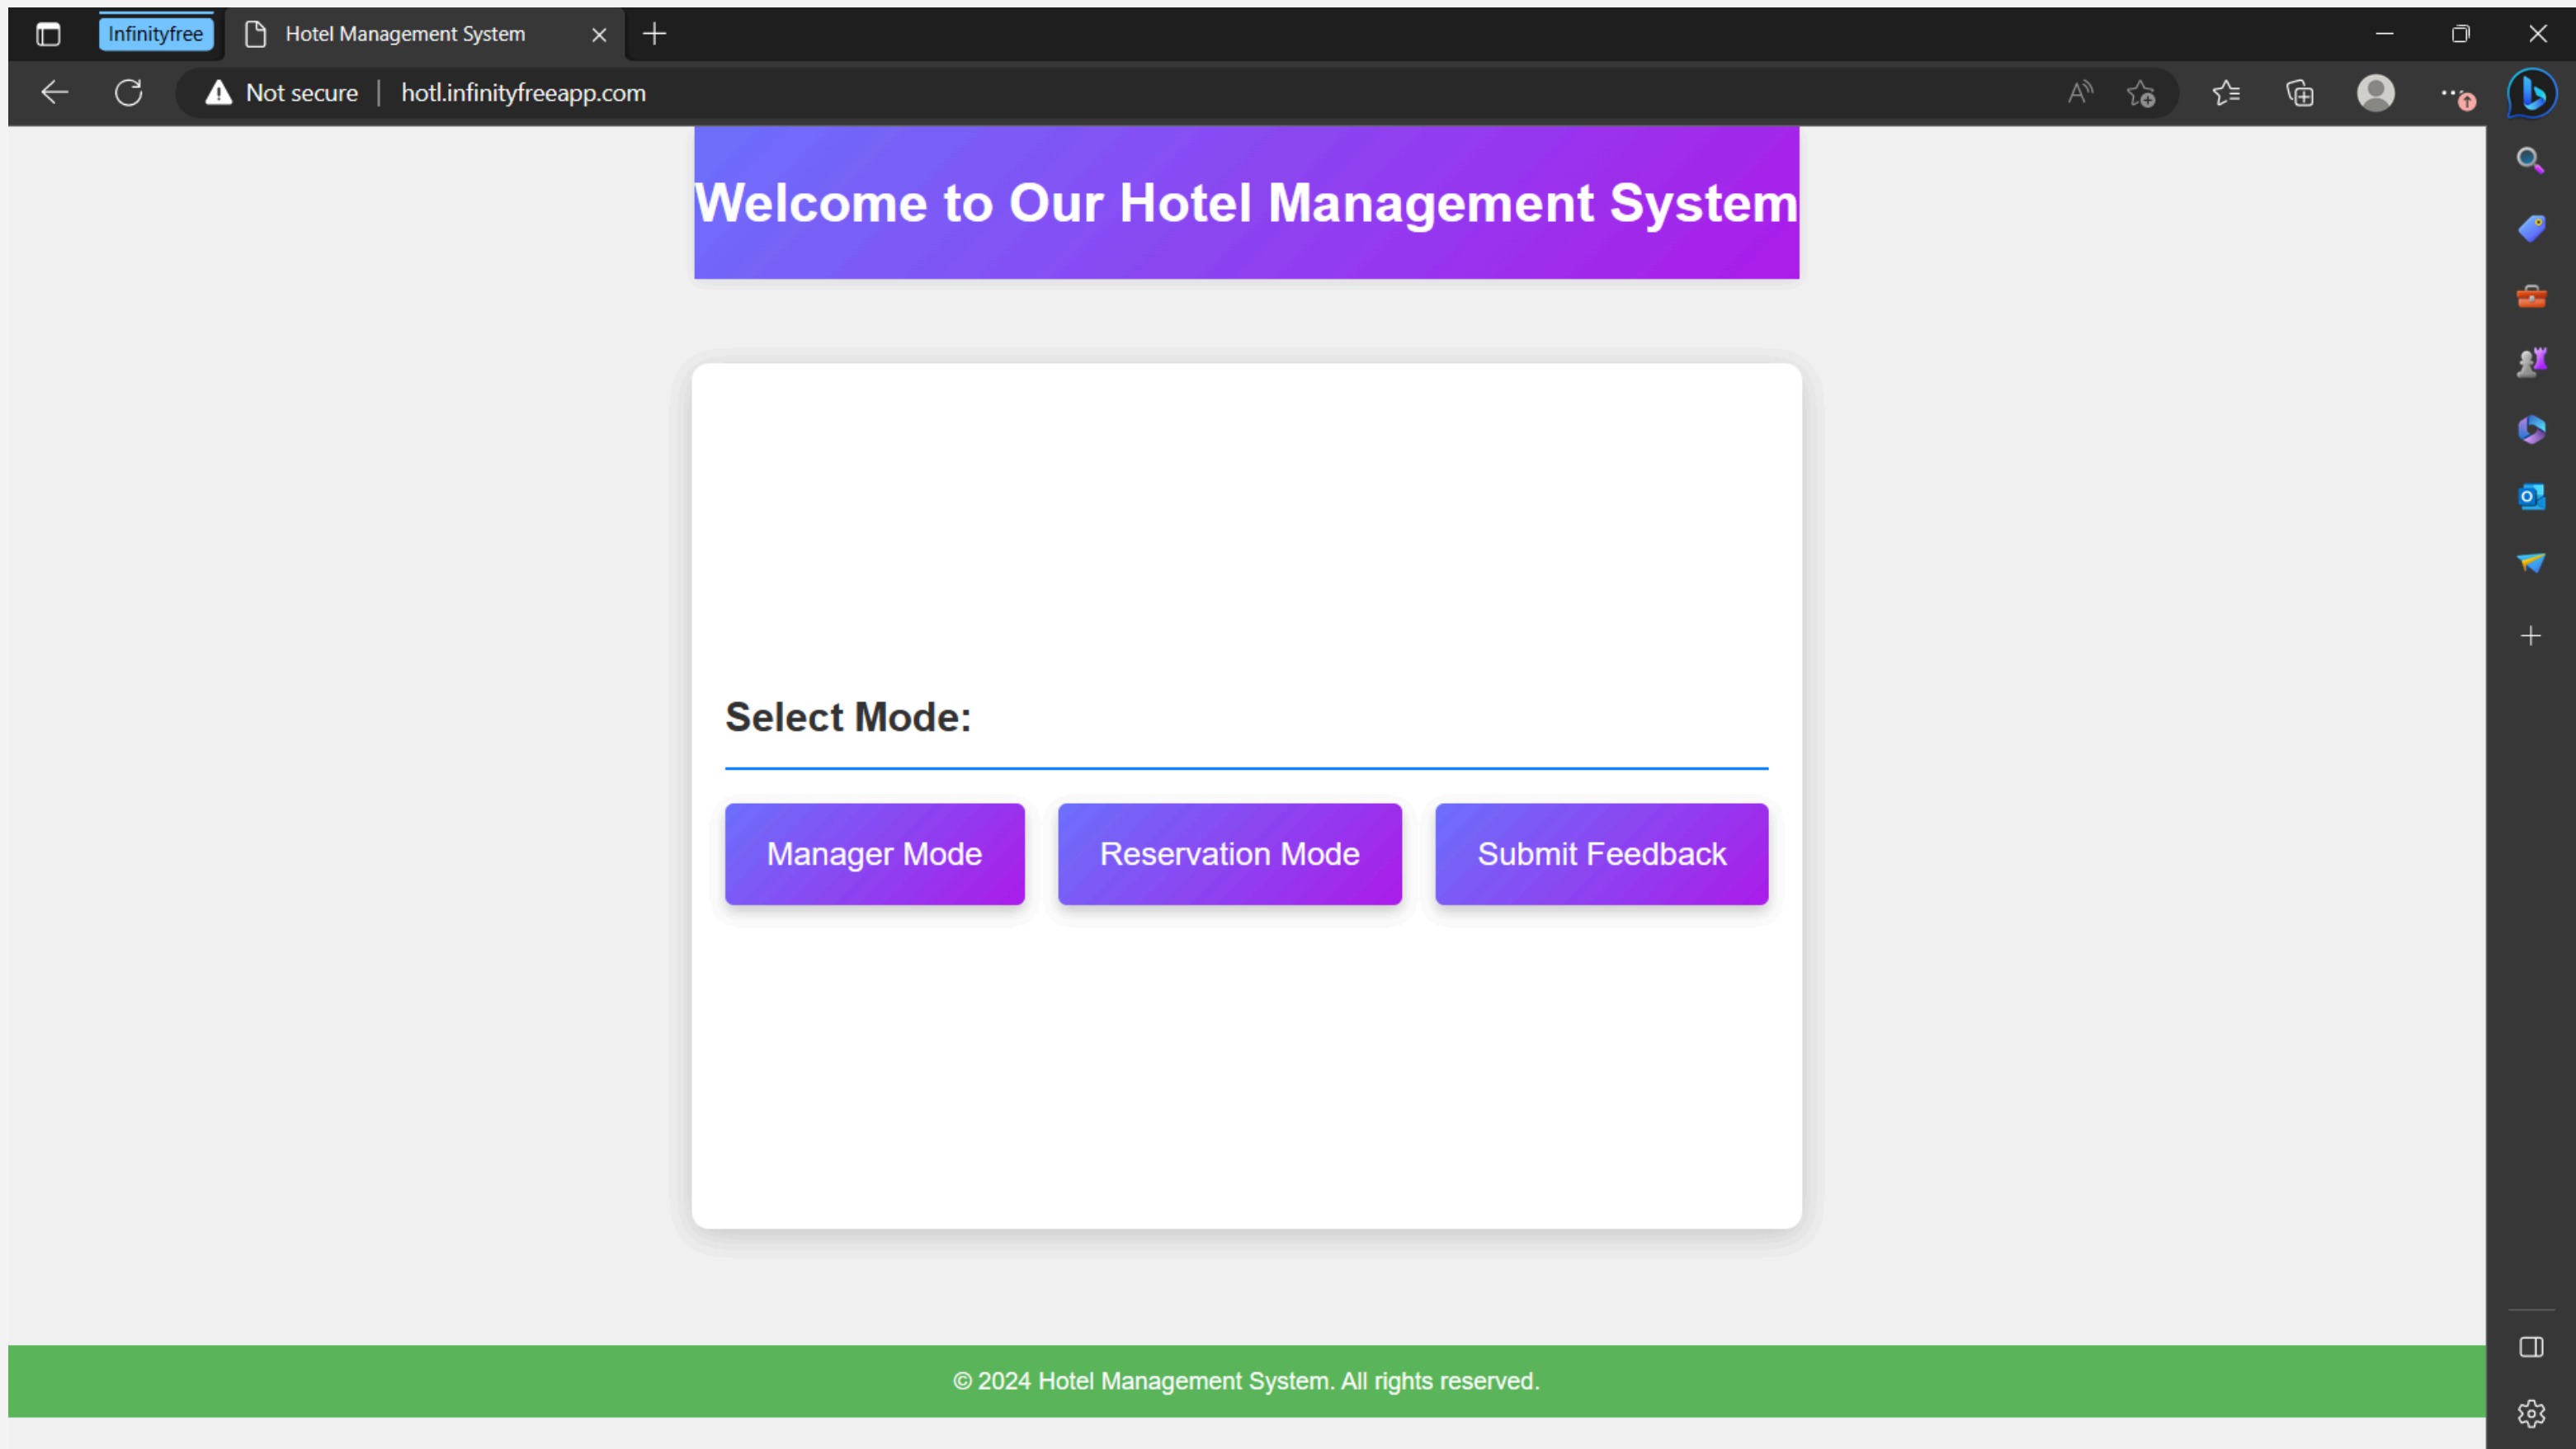 Infinityfree
Hotel Management System
Not secure | hotl.infinityfreeapp.com
Welcome to Our Hotel Management System
Select Mode:
Manager Mode
Reservation Mode
Submit Feedback
© 2024 Hotel Management System. All rights reserved.